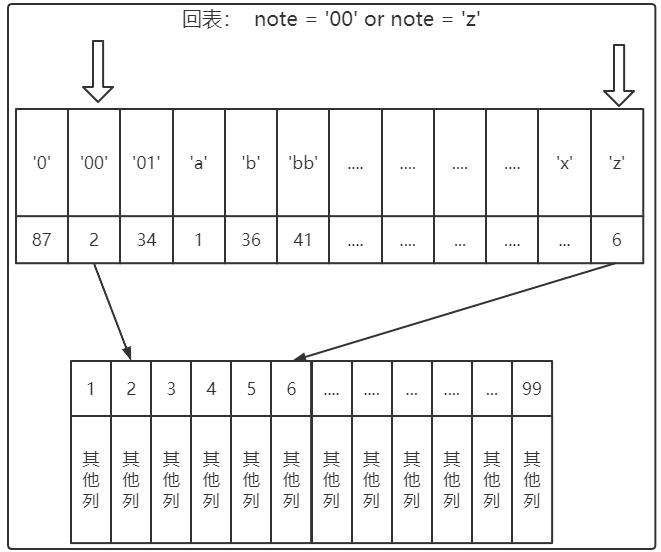 回表： note = '00' or note = 'z'
'0' '00' '01' 'a' 'b' 'bb' .... .... .... .... 'x' 'z'
87 2 34 1 36 41 .... .... ... .... ... 6
1 2 3 4 5 6 .... .... ... .... ... 99
其他列 其他列 其他列 其他列 其他列 其他列 其他列 其他列 其他列 其他列 其他列 其他列